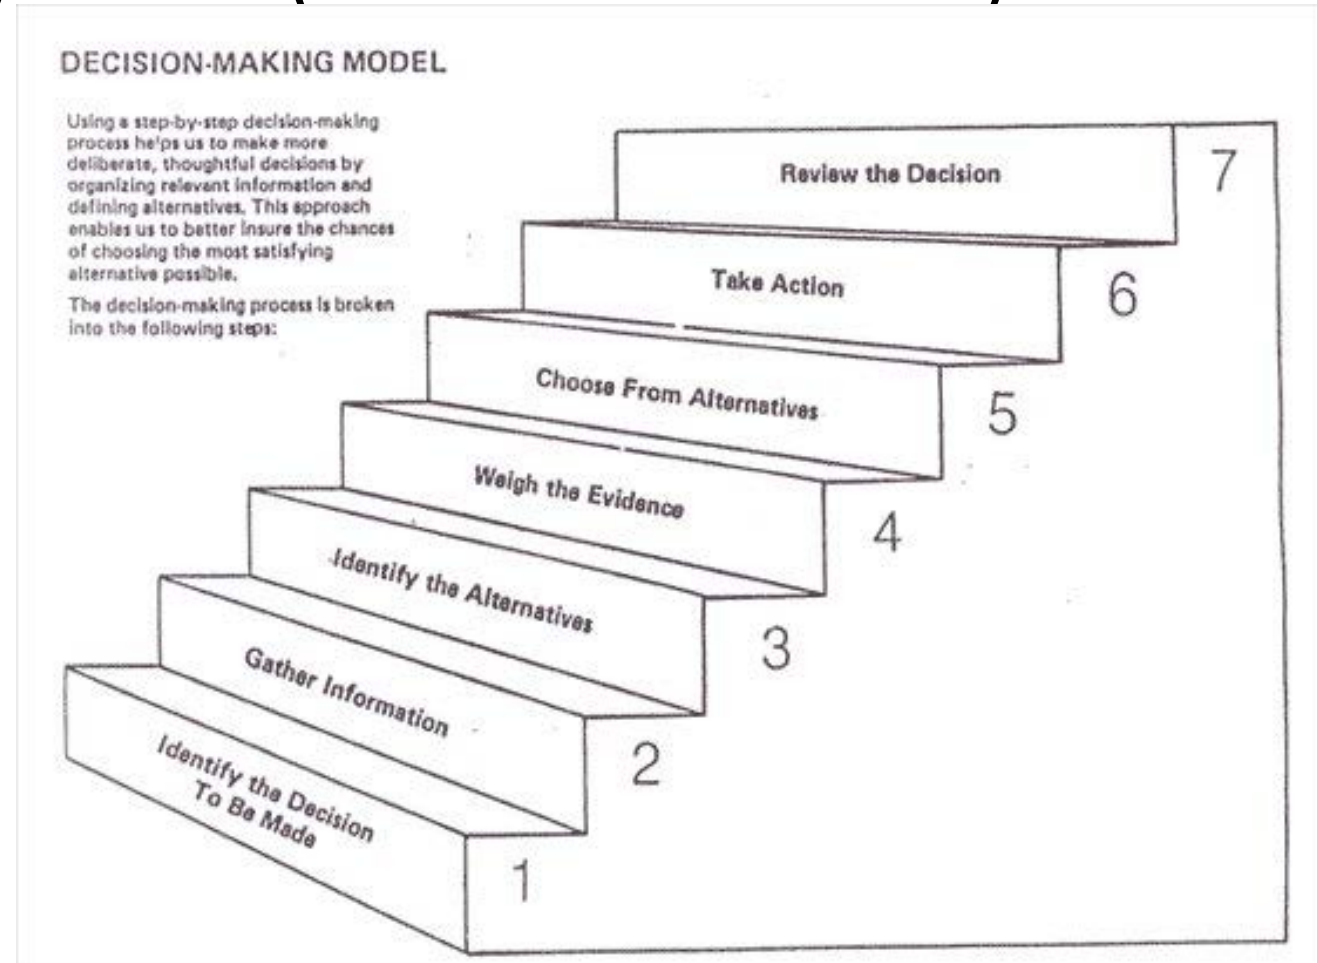 DECISION-MAKING MODEL
Using a step-by-step decision-making
process helps us to make more
deliberate, thoughtful decisions by
organizing relevant information and
defining alternatives. This approach
enables us to better insure the chances
of choosing the most satisfying
alternative possible.
The decision-making process is broken
into the following steps:
Review the Decision
7
Take Action
6
Choose From Alternatives
5
Weigh the Evidence
4
Identify the Alternatives
3
Gather Information
2
Identify the Decision
To Be Made
1